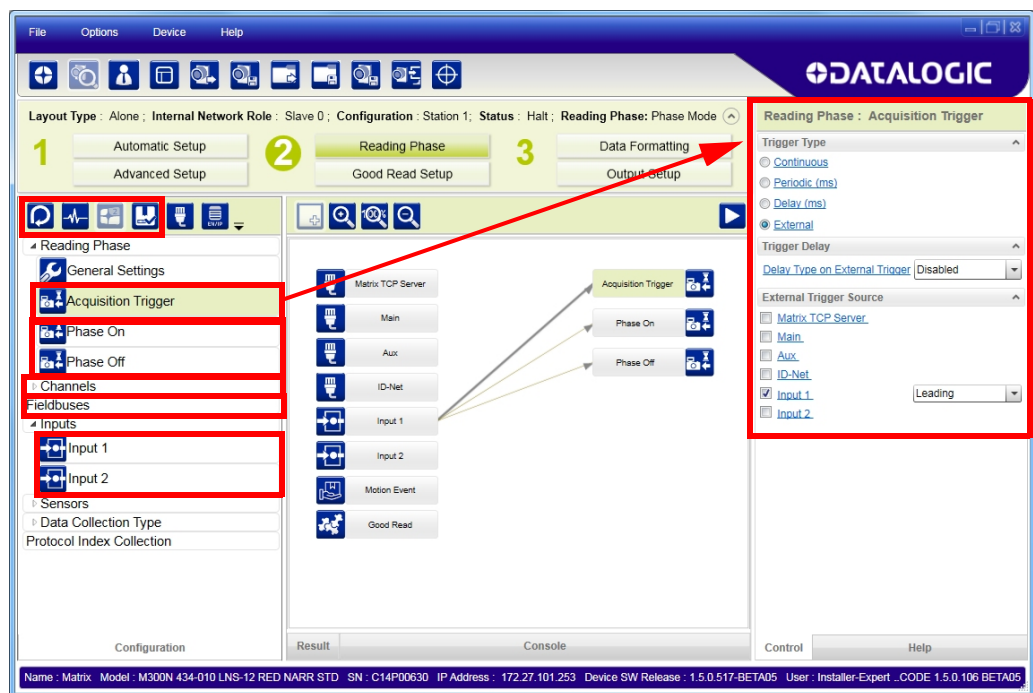 File Options Device Help
DATALOGIC
Layout Type : Alone ; Internal Network Role : Slave 0 ; Configuration : Station 1; Status : Halt ; Reading Phase: Phase Mode
1 Automatic Setup
Advanced Setup
2 Reading Phase
Good Read Setup
3 Data Formatting
Output Setup
EN/IP
Reading Phase
General Settings
Acquisition Trigger
Phase On
Phase Off
Channels
Fieldbuses
Inputs
Input 1
Input 2
Sensors
Data Collection Type
Protocol Index Collection
Configuration
100%
Matrix TCP Server
Main
Aux
ID-Net
Input 1
Input 2
Motion Event
Good Read
Acquisition Trigger
Phase On
Phase Off
Result Console
Reading Phase : Acquisition Trigger
Trigger Type
Continuous
Periodic (ms)
Delay (ms)
External
Trigger Delay
Delay Type on External Trigger Disabled
External Trigger Source
Matrix TCP Server
Main
Aux
ID-Net
Input 1 Leading
Input 2
Control Help
Name : Matrix Model : M300N 434-010 LNS-12 RED NARR STD SN : C14P00630 IP Address : 172.27.101.253 Device SW Release : 1.5.0.517-BETA05 User : Installer-Expert ..CODE 1.5.0.106 BETA05